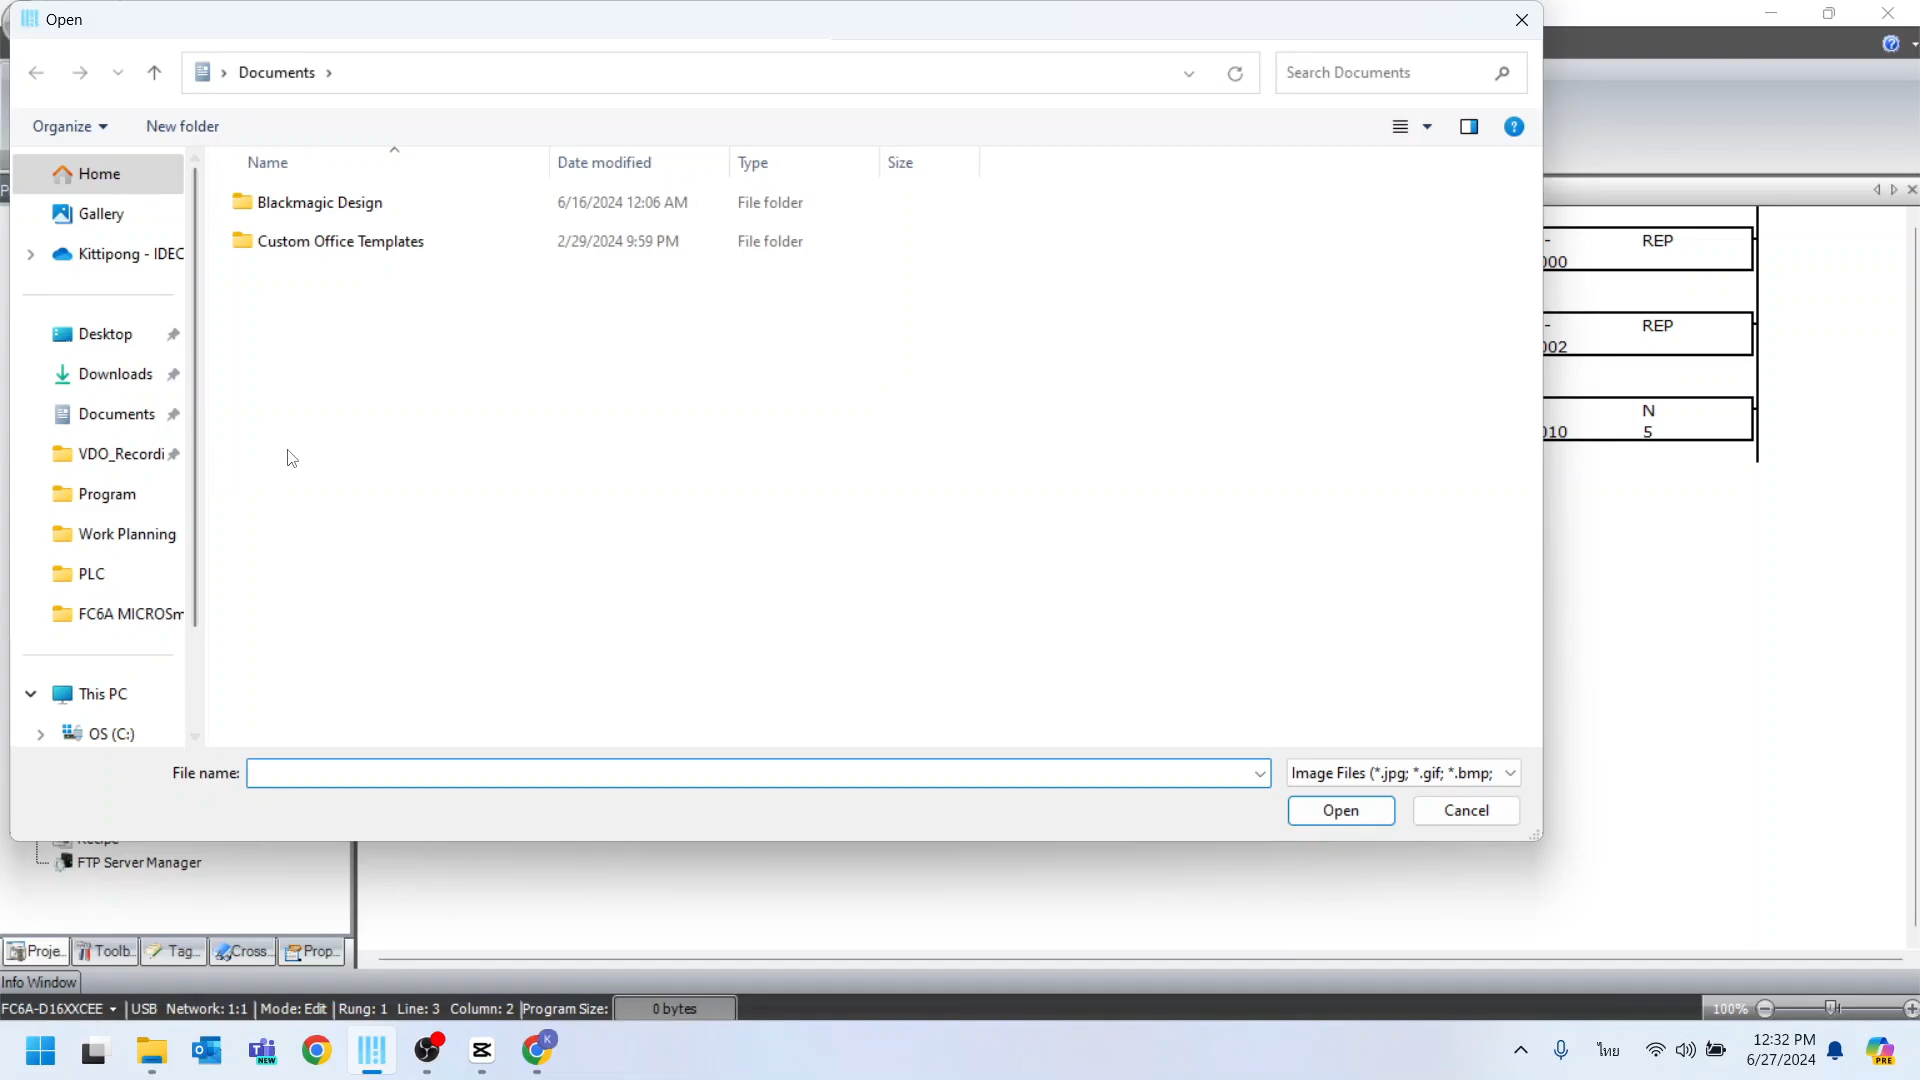 Open
Documents
Search Documents
Organize
New folder
Name
Date modified
Type
Size
Home
Gallery
Kittipong - IDEC
Desktop
Downloads
Documents
VDO_Recordi
Program
Work Planning
PLC
FC6A MICROSm
This PC
OS (C:)
Blackmagic Design
6/16/2024 12:06 AM
File folder
Custom Office Templates
2/29/2024 9:59 PM
File folder
File name:
Image Files (*.jpg; *.gif; *.bmp;
Open
Cancel
- REP
000
- REP
002
N
010 5
FTP Server Manager
Proje...
Toolb...
Tag...
Cross...
Prop...
Info Window
FC6A-D16XXCEE
USB Network: 1:1
Mode: Edit
Rung: 1 Line: 3 Column: 2
Program Size:
0 bytes
100%
NEW
K
ไทย
12:32 PM
6/27/2024
PRE